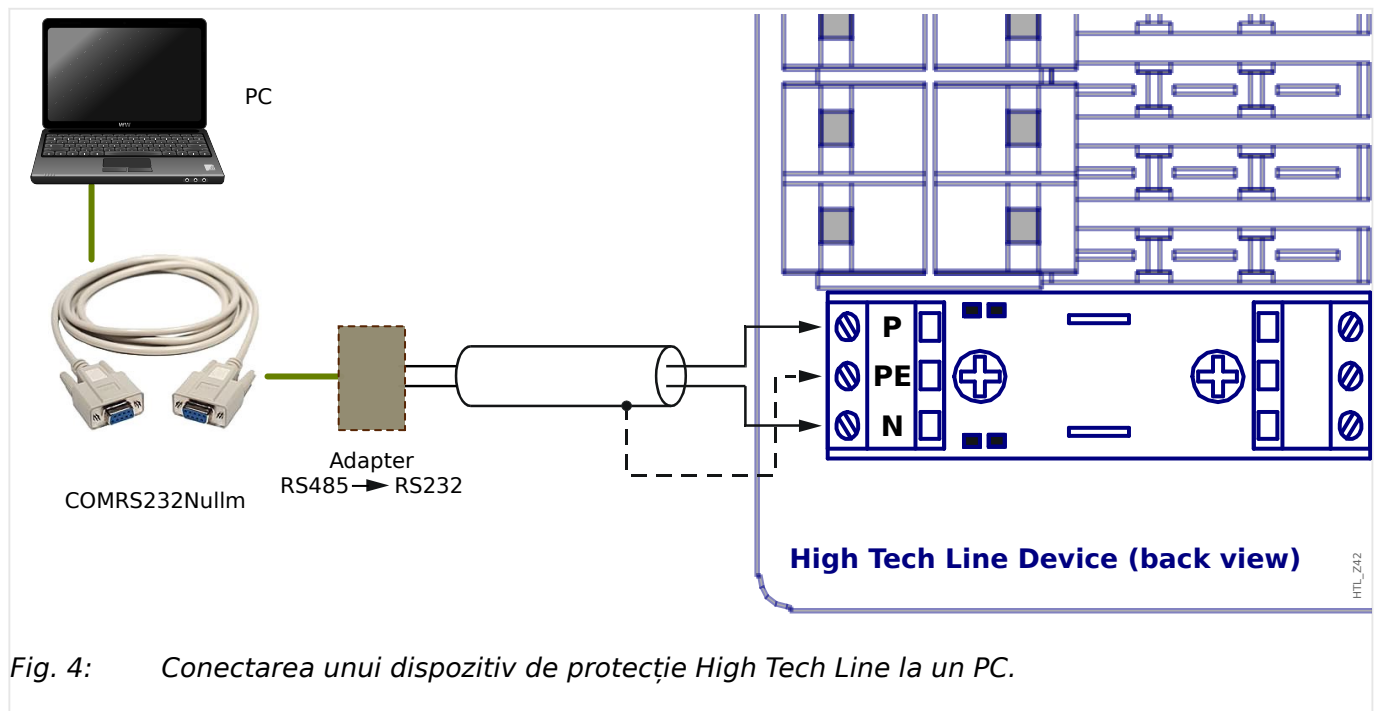 PC
P
PE
N
Adapter
RS485 → RS232
COMRS232Nullm
High Tech Line Device (back view)
HTL_Z42
Fig. 4: Conectarea unui dispozitiv de protecție High Tech Line la un PC.